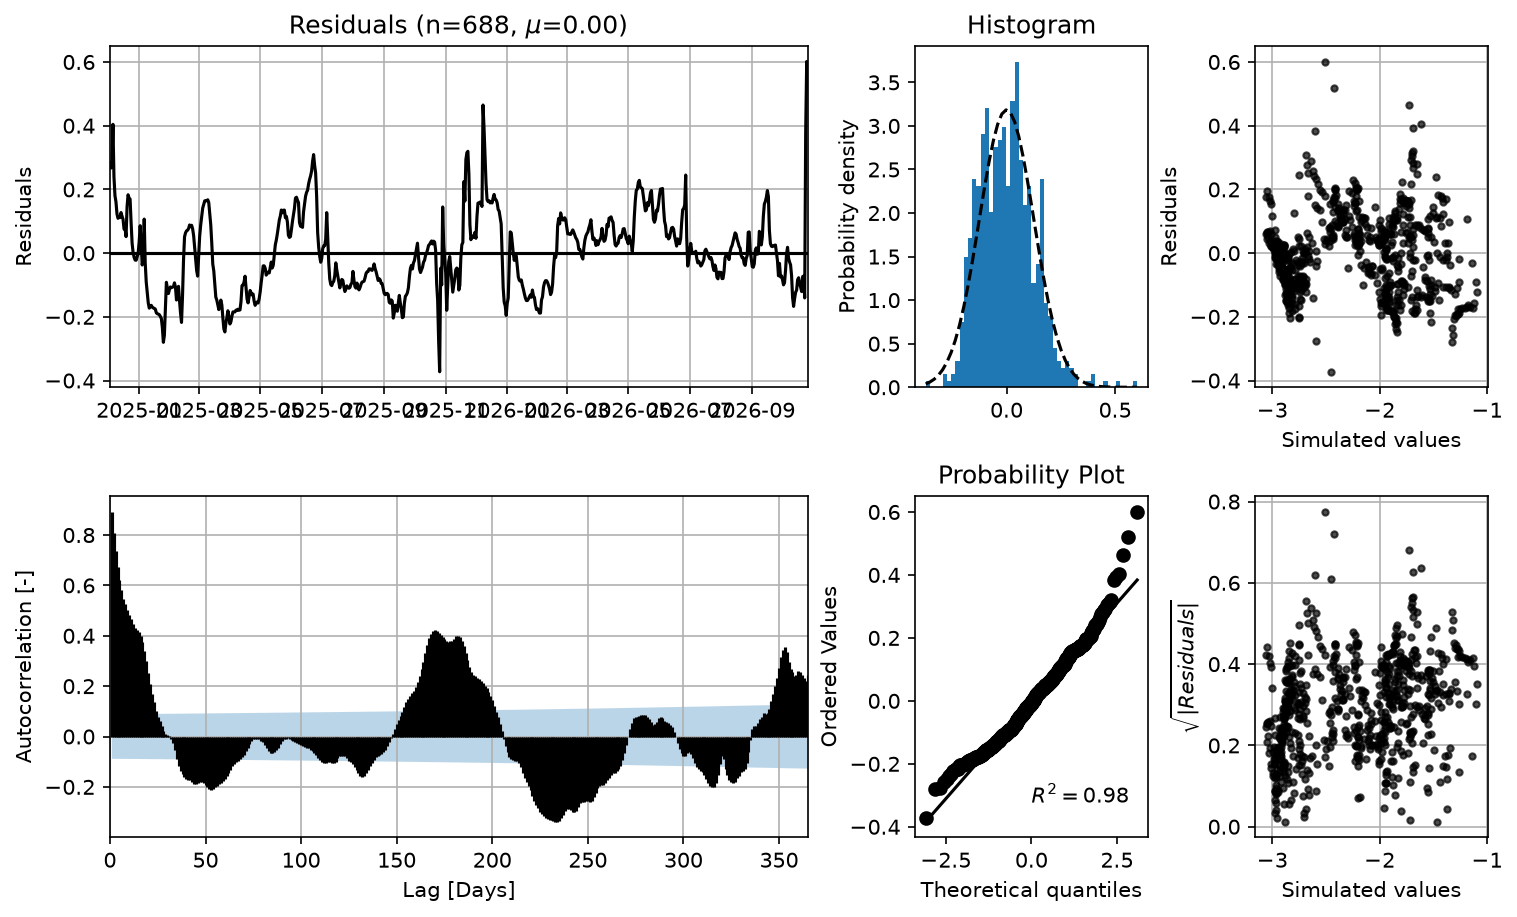 Residuals (n=688, μ=0.00)
Residuals
0.6
0.4
0.2
0.0
−0.2
−0.4
2025-01
2025-03
2025-05
2025-07
2025-09
2025-11
2026-01
2026-03
2026-05
2026-07
2026-09
Histogram
Probability density
3.5
3.0
2.5
2.0
1.5
1.0
0.5
0.0
0.0 0.5
Residuals
0.6
0.4
0.2
0.0
−0.2
−0.4
−3 −2 −1
Simulated values
Autocorrelation [-]
0.8
0.6
0.4
0.2
0.0
−0.2
0 50 100 150 200 250 300 350
Lag [Days]
Probability Plot
Ordered Values
0.6
0.4
0.2
0.0
−0.2
−0.4
R² = 0.98
−2.5 0.0 2.5
Theoretical quantiles
√|Residuals|
0.8
0.6
0.4
0.2
0.0
−3 −2 −1
Simulated values